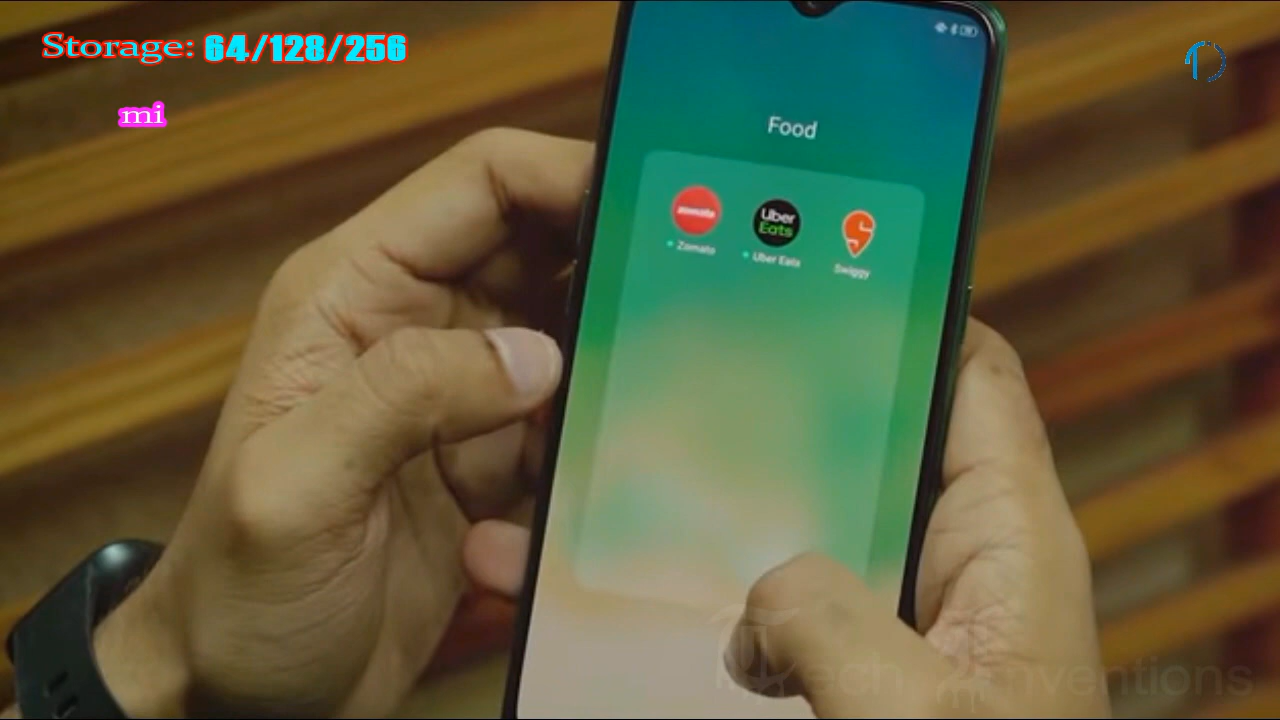 Storage: 64/128/256
mi
Food
zomato
Uber
Eats
Zomato
Uber Eats
Swiggy
Tech Inventions